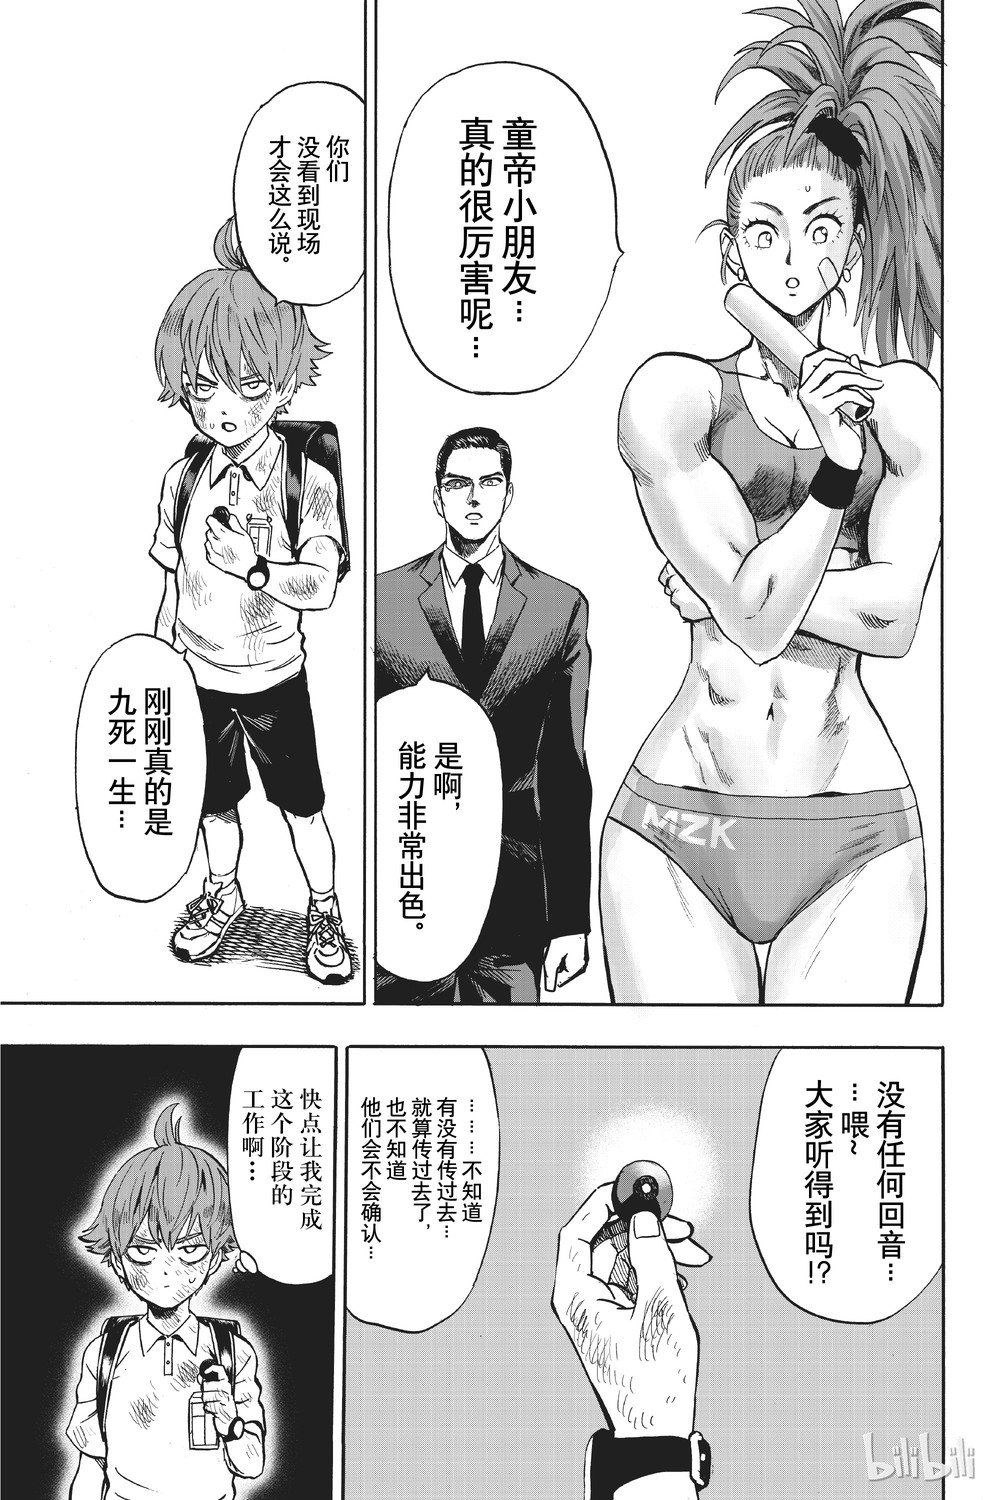 童帝小朋友…
真的很厉害呢…
是啊，
能力非常出色。
MZK
你们
没看到现场
才会这么说。
刚刚真的是
九死一生…
没有任何回音…
…喂~
大家听得到吗!?
………不知道
有没有传过去…
就算传过去了，
也不知道
他们会不会确认…
快点让我完成
这个阶段的
工作啊…
bilibili